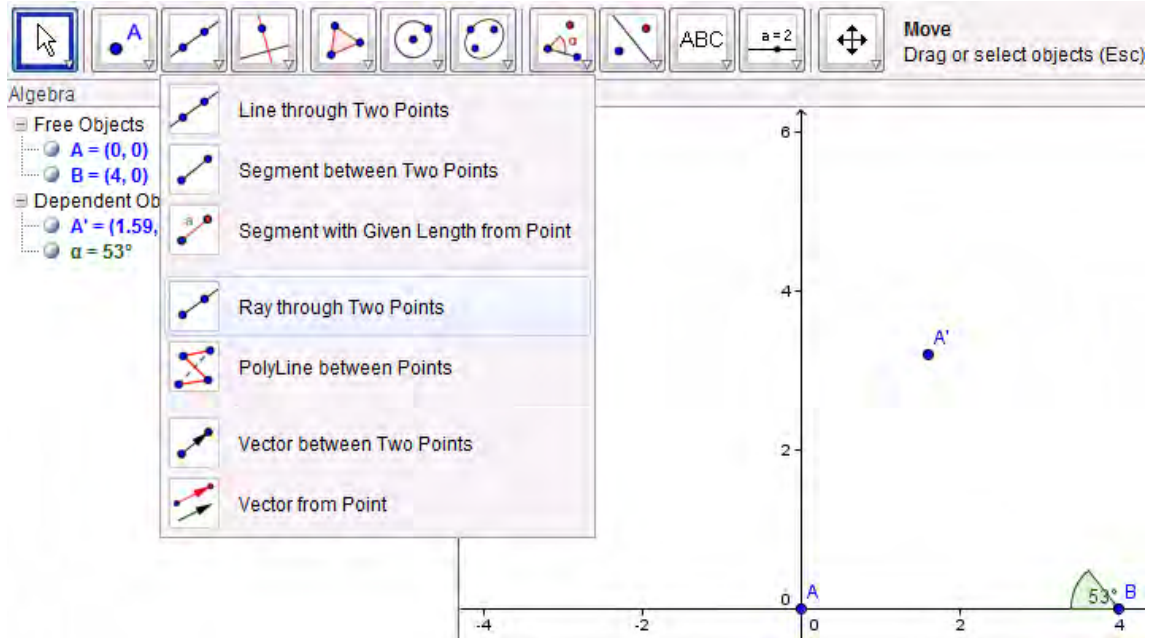 A
α
ABC
a=2
Move
Drag or select objects (Esc)
Algebra
Free Objects
A = (0, 0)
B = (4, 0)
Dependent Ob
A' = (1.59,
α = 53°
Line through Two Points
Segment between Two Points
a
Segment with Given Length from Point
Ray through Two Points
PolyLine between Points
Vector between Two Points
Vector from Point
6
4
A'
2
0
A
53°
B
-4
-2
0
2
4